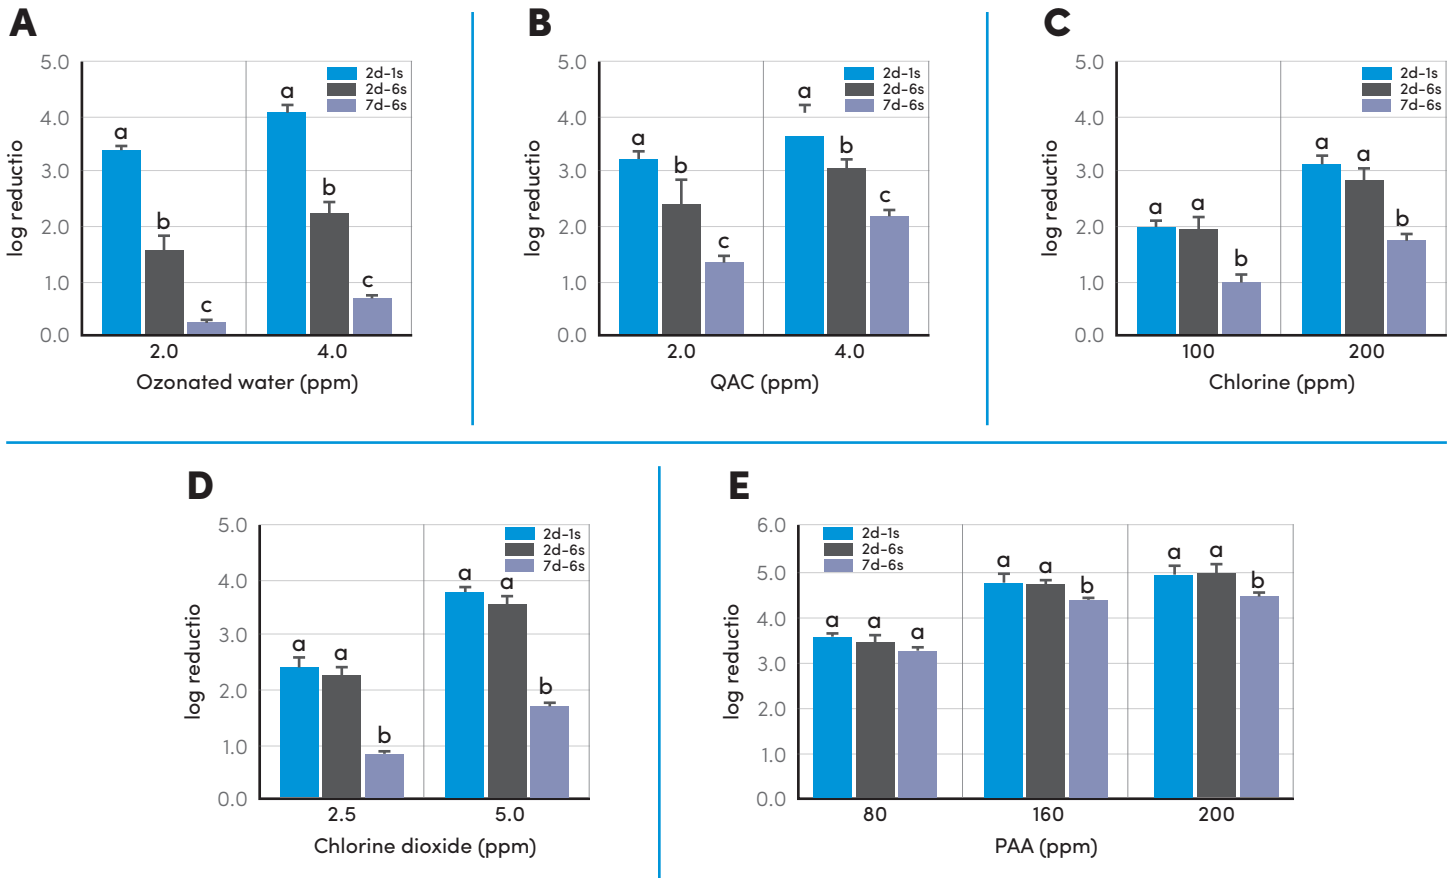 A
5.0
4.0
3.0
2.0
1.0
0.0
log reductio
2d-1s
2d-6s
7d-6s
a
b
c
a
b
c
2.0 4.0
Ozonated water (ppm)
B
5.0
4.0
3.0
2.0
1.0
0.0
log reductio
2d-1s
2d-6s
7d-6s
a
b
c
a
b
c
2.0 4.0
QAC (ppm)
C
5.0
4.0
3.0
2.0
1.0
0.0
log reductio
2d-1s
2d-6s
7d-6s
a
a
b
a
a
b
100 200
Chlorine (ppm)
D
5.0
4.0
3.0
2.0
1.0
0.0
log reductio
2d-1s
2d-6s
7d-6s
a
a
b
a
a
b
2.5 5.0
Chlorine dioxide (ppm)
E
6.0
5.0
4.0
3.0
2.0
1.0
0.0
log reductio
2d-1s
2d-6s
7d-6s
a
a
a
a
a
b
a
a
b
80 160 200
PAA (ppm)